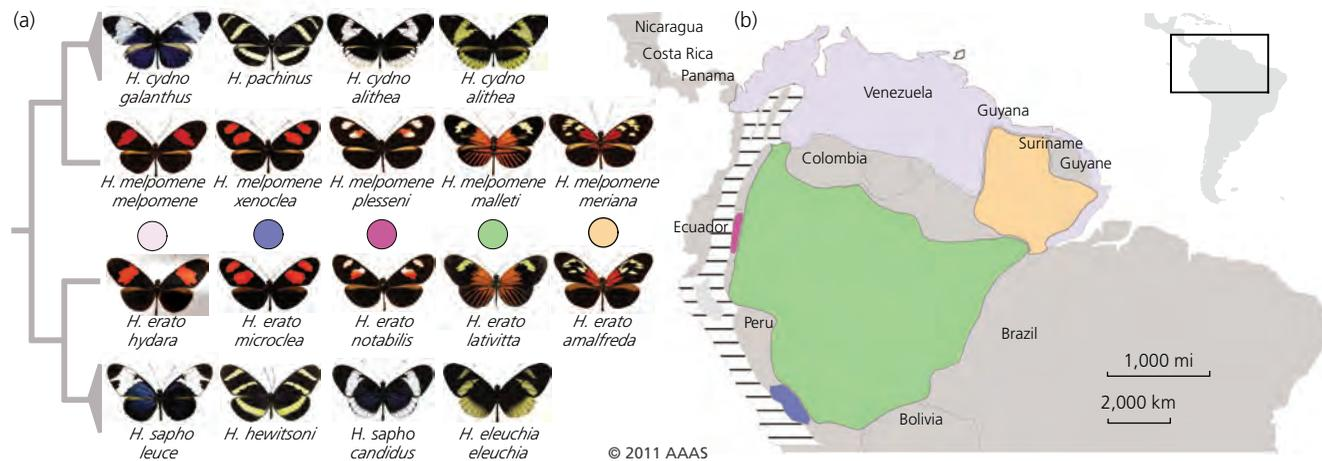 (a)
H. cydno
galanthus
H. pachinus
H. cydno
alithea
H. cydno
alithea
H. melpomene
melpomene
H. melpomene
xenoclea
H. melpomene
plesseni
H. melpomene
malleti
H. melpomene
meriana
H. erato
hydara
H. erato
microclea
H. erato
notabilis
H. erato
lativitta
H. erato
amalfreda
H. sapho
leuce
H. hewitsoni
H. sapho
candidus
H. eleuchia
eleuchia
(b)
Nicaragua
Costa Rica
Panama
Venezuela
Guyana
Suriname
Guyane
Colombia
Ecuador
Peru
Brazil
Bolivia
1,000 mi
2,000 km
© 2011 AAAS